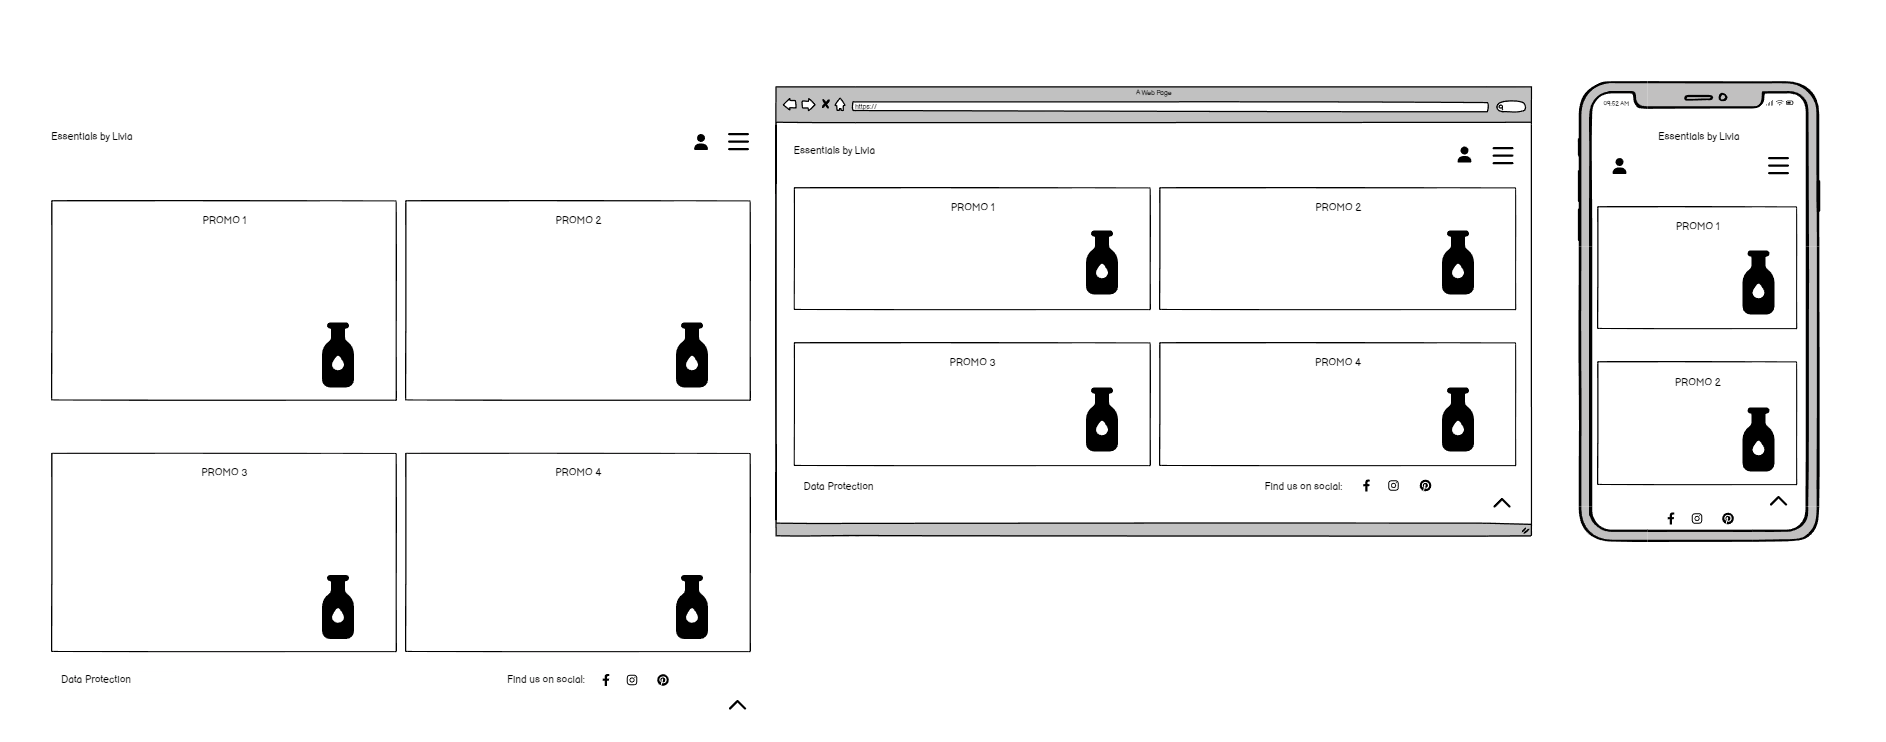 Essentials by Livia
PROMO 1
PROMO 2
PROMO 3
PROMO 4
Data Protection
Find us on social:
A Web Page
https://
Essentials by Livia
PROMO 1
PROMO 2
PROMO 3
PROMO 4
Data Protection
Find us on social:
09:52 AM
Essentials by Livia
PROMO 1
PROMO 2